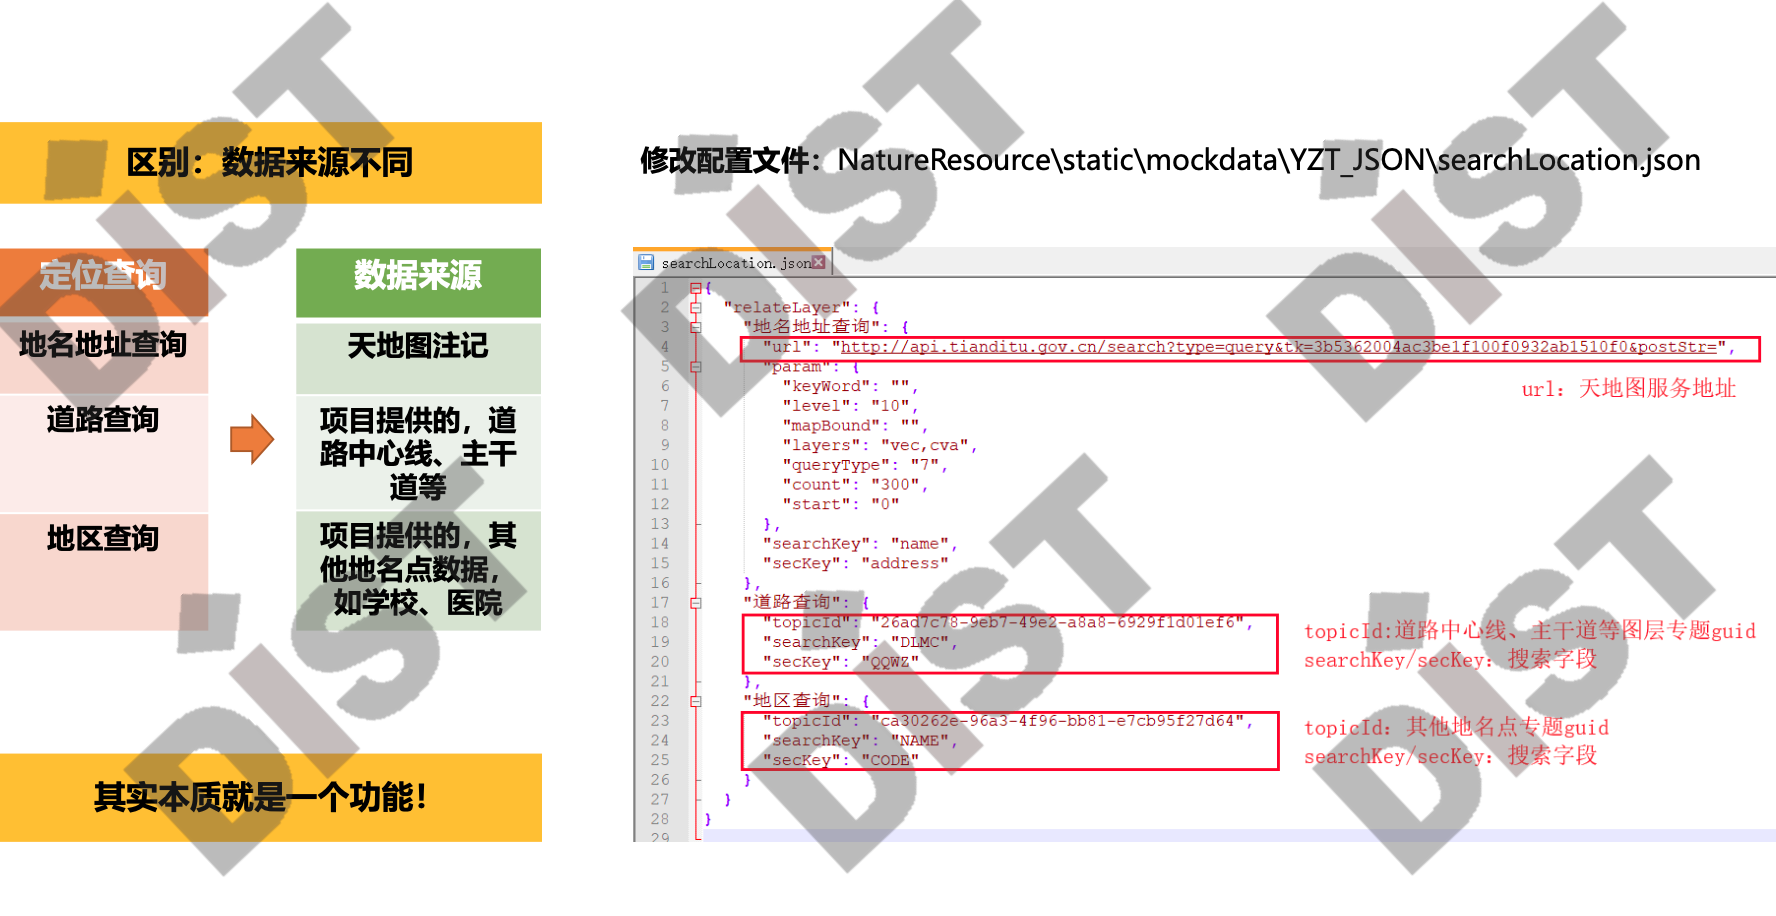 区别：数据来源不同
定位查询
数据来源
地名地址查询
天地图注记
道路查询
项目提供的，道
路中心线、主干
道等
地区查询
项目提供的，其
他地名点数据，
如学校、医院
其实本质就是一个功能！
修改配置文件：NatureResource\static\mockdata\YZT_JSON\searchLocation.json
searchLocation.json
1 {
2 "relateLayer": {
3 "地名地址查询": {
4 "url": "http://api.tianditu.gov.cn/search?type=query&tk=3b5362004ac3be1f100f0932ab1510f0&postStr=",
5 "param": {
url：天地图服务地址
6 "keyWord": "",
7 "level": "10",
8 "mapBound": "",
9 "layers": "vec,cva",
10 "queryType": "7",
11 "count": "300",
12 "start": "0"
13 },
14 "searchKey": "name",
15 "secKey": "address"
16 },
17 "道路查询": {
18 "topicId": "26ad7c78-9eb7-49e2-a8a8-6929f1d01ef6",
19 "searchKey": "DLMC",
20 "secKey": "QQWZ"
topicId:道路中心线、主干道等图层专题guid
searchKey/secKey：搜索字段
21 },
22 "地区查询": {
23 "topicId": "ca30262e-96a3-4f96-bb81-e7cb95f27d64",
24 "searchKey": "NAME",
25 "secKey": "CODE"
topicId：其他地名点专题guid
searchKey/secKey：搜索字段
26 }
27 }
28 }
29
DIST
DIST
DIST
DIST
DIST
DIST